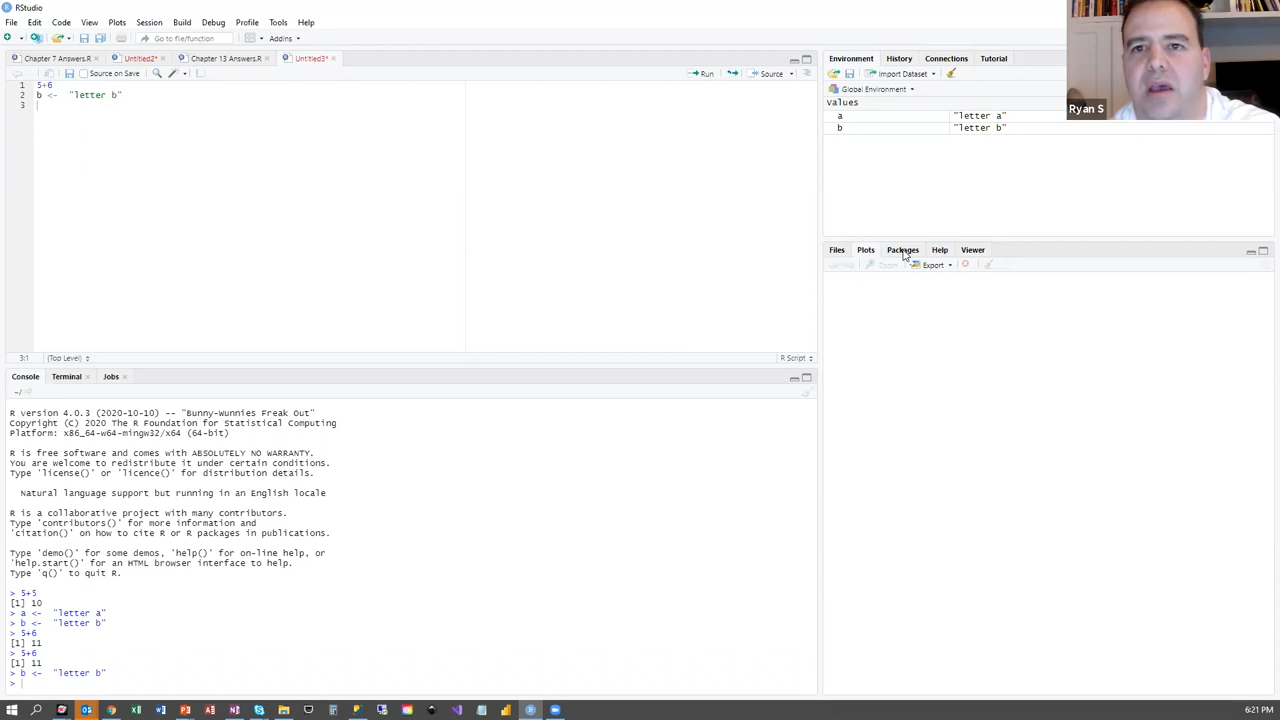 RStudio
File Edit Code View Plots Session Build Debug Profile Tools Help
Go to file/function Addins
Chapter 7 Answers.R Untitled2* Chapter 13 Answers.R Untitled3*
Source on Save Run Source
1 5+6
2 b <- "letter b"
3
3:1 (Top Level) R Script
Console Terminal Jobs
~/
R version 4.0.3 (2020-10-10) -- "Bunny-Wunnies Freak Out"
Copyright (C) 2020 The R Foundation for Statistical Computing
Platform: x86_64-w64-mingw32/x64 (64-bit)
R is free software and comes with ABSOLUTELY NO WARRANTY.
You are welcome to redistribute it under certain conditions.
Type 'license()' or 'licence()' for distribution details.
Natural language support but running in an English locale
R is a collaborative project with many contributors.
Type 'contributors()' for more information and
'citation()' on how to cite R or R packages in publications.
Type 'demo()' for some demos, 'help()' for on-line help, or
'help.start()' for an HTML browser interface to help.
Type 'q()' to quit R.
> 5+5
[1] 10
> a <- "letter a"
> b <- "letter b"
> 5+6
[1] 11
> 5+6
[1] 11
> b <- "letter b"
>
Environment History Connections Tutorial
Import Dataset
Global Environment
values
a "letter a"
b "letter b"
Files Plots Packages Help Viewer
Zoom Export
Ryan S
6:21 PM